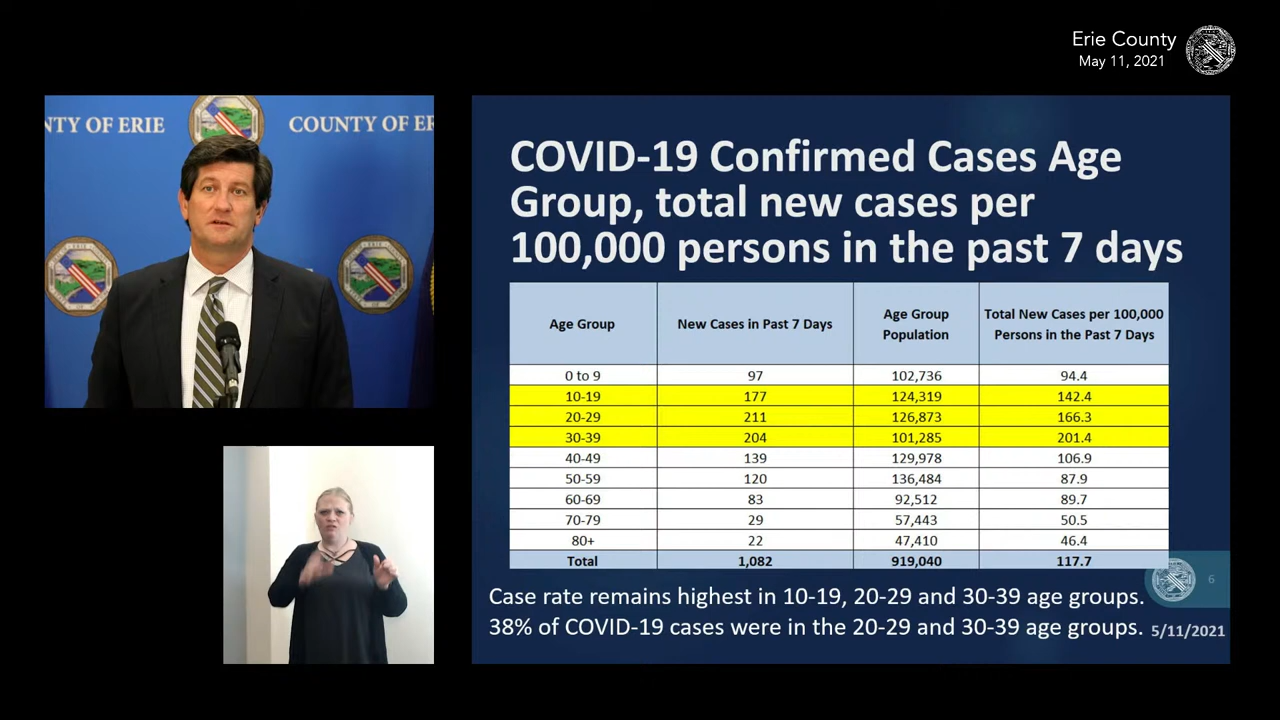 Erie County
May 11, 2021
NTY OF ERIE
COUNTY OF ER
COVID-19 Confirmed Cases Age
Group, total new cases per
100,000 persons in the past 7 days
Age Group New Cases in Past 7 Days Age Group Population Total New Cases per 100,000 Persons in the Past 7 Days
0 to 9 97 102,736 94.4
10-19 177 124,319 142.4
20-29 211 126,873 166.3
30-39 204 101,285 201.4
40-49 139 129,978 106.9
50-59 120 136,484 87.9
60-69 83 92,512 89.7
70-79 29 57,443 50.5
80+ 22 47,410 46.4
Total 1,082 919,040 117.7
6
Case rate remains highest in 10-19, 20-29 and 30-39 age groups.
38% of COVID-19 cases were in the 20-29 and 30-39 age groups.
5/11/2021